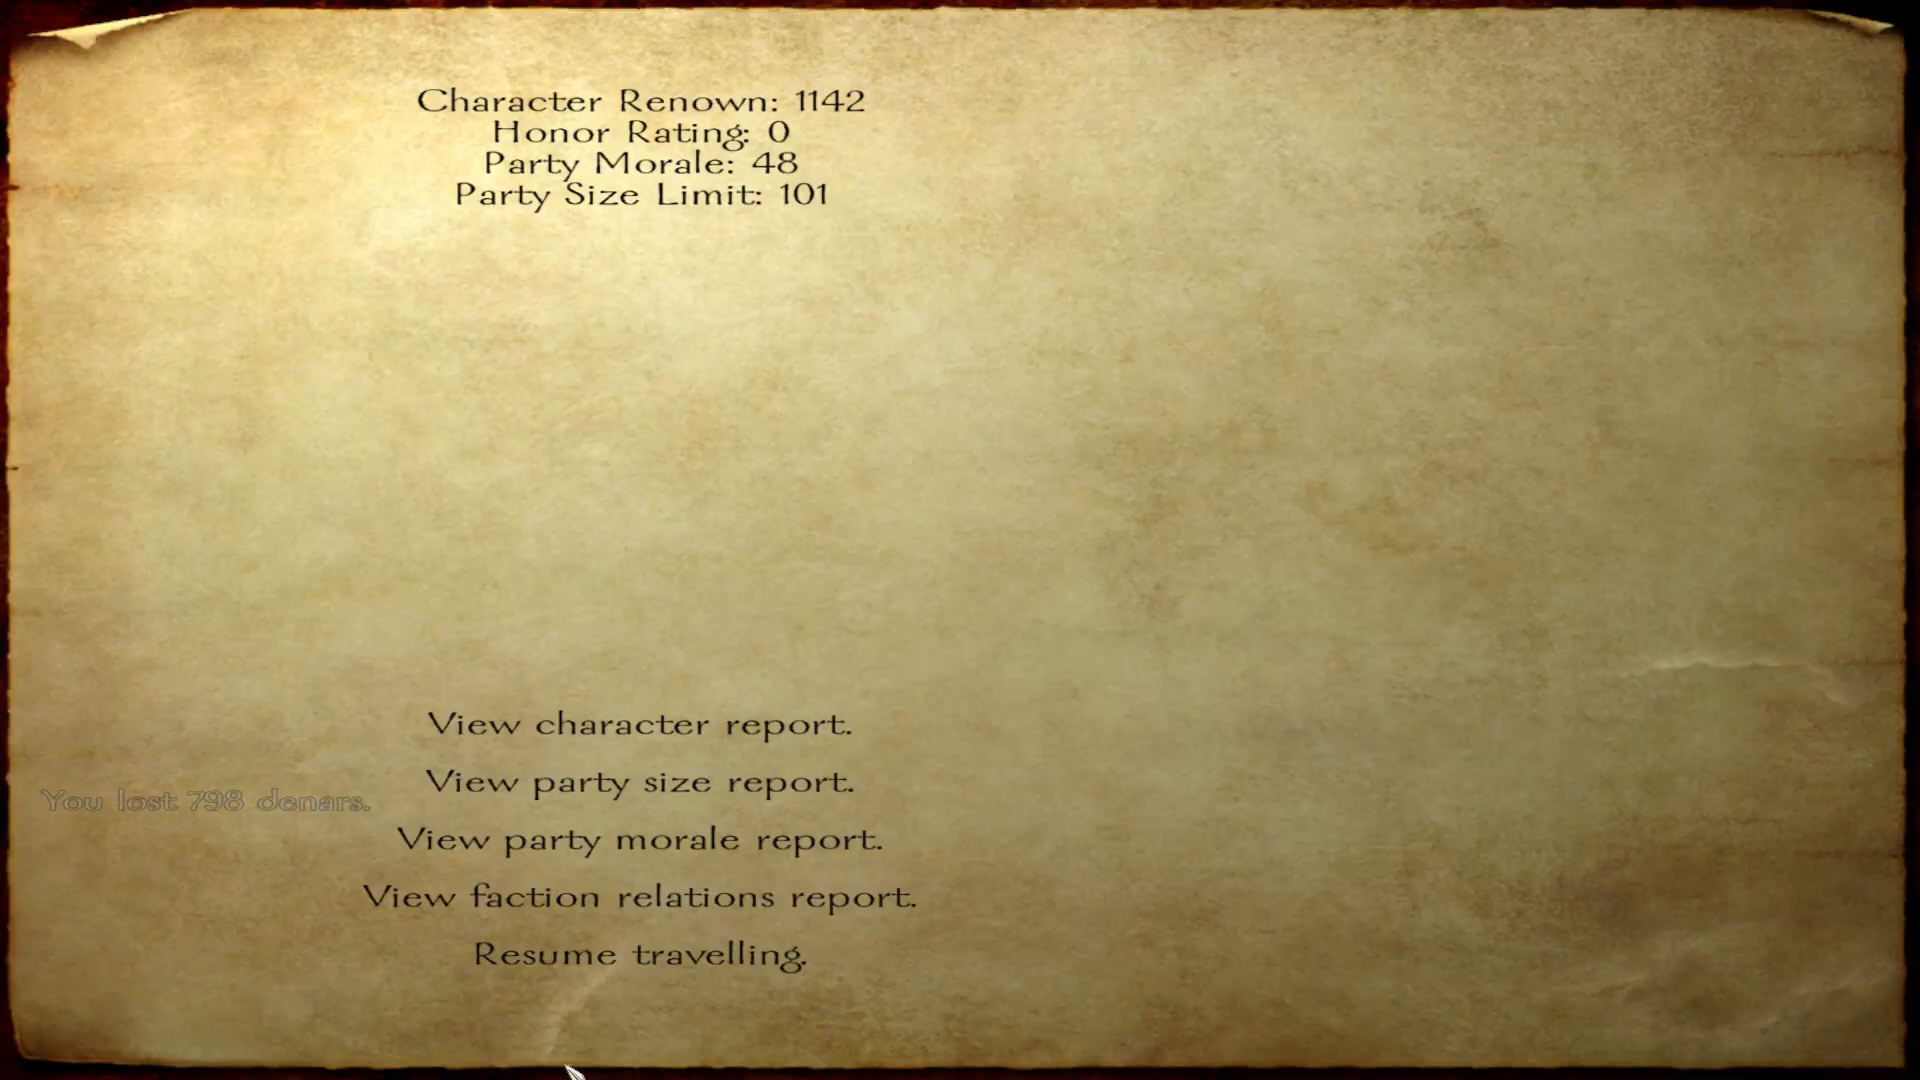 Character Renown: 1142
Honor Rating: 0
Party Morale: 48
Party Size Limit: 101
View character report.
View party size report.
You lost 798 denars.
View party morale report.
View faction relations report.
Resume travelling.